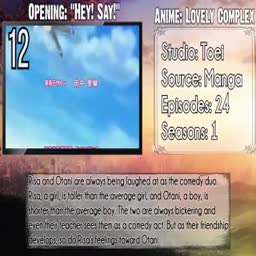 Opening: "Hey! Say!"
Anime: Lovely Complex
12
Studio: Toei
Source: Manga
Episodes: 24
Seasons: 1
Risa and Otani are always being laughed at as the comedy duo.
Risa, a girl, is taller than the average girl, and Otani, a boy, is
shorter than the average boy. The two are always bickering and
even their teacher sees them as a comedy act. But as their friendship
develops, so do Risa's feelings toward Otani.